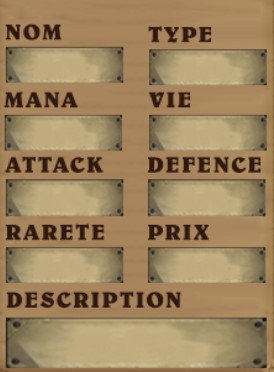 NOM TYPE
MANA VIE
ATTACK DEFENCE
RARETE PRIX
DESCRIPTION